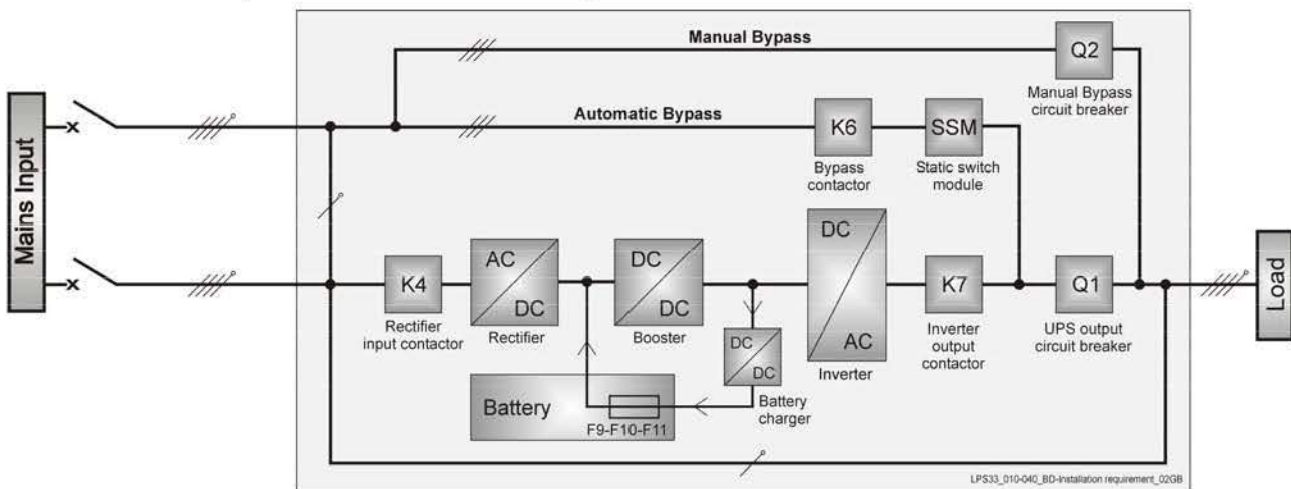 Manual Bypass
Q2
Manual Bypass
circuit breaker
Mains Input
Automatic Bypass
K6
Bypass
contactor
SSM
Static switch
module
K4
Rectifier
input contactor
AC
DC
Rectifier
DC
DC
Booster
DC
DC
Battery
charger
DC
AC
Inverter
K7
Inverter
output
contactor
Q1
UPS output
circuit breaker
Load
Battery
F9-F10-F11
LPS33_010-040_BD-Installation requirement_02GB